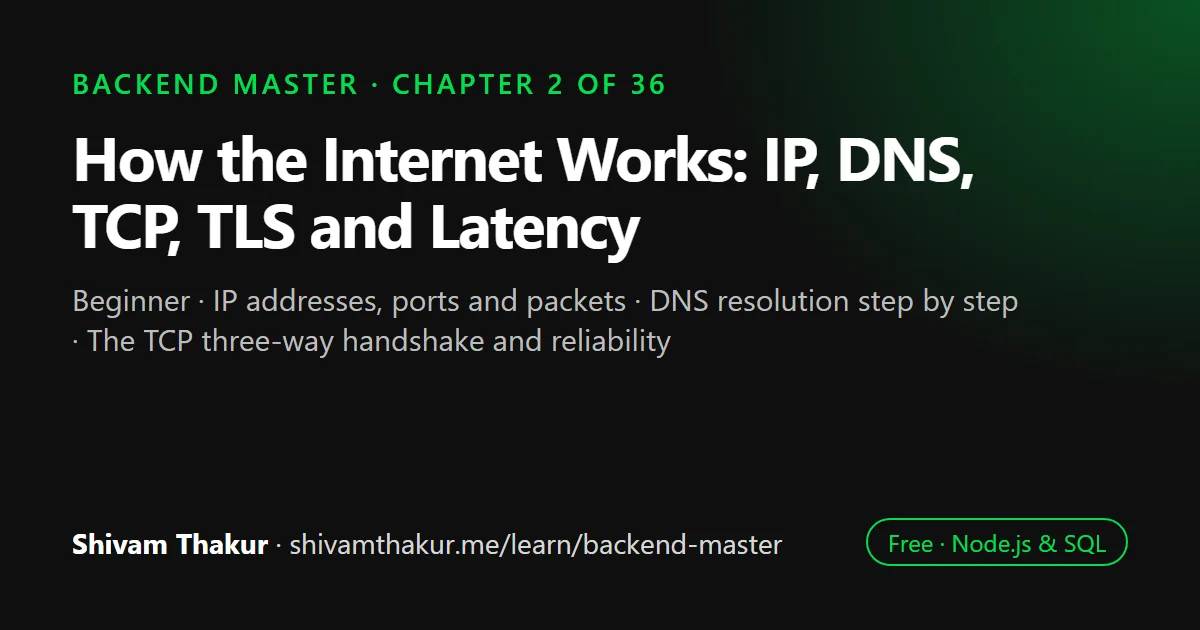 BACKEND MASTER · CHAPTER 2 OF 36
How the Internet Works: IP, DNS,
TCP, TLS and Latency
Beginner · IP addresses, ports and packets · DNS resolution step by step
· The TCP three-way handshake and reliability
Shivam Thakur · shivamthakur.me/learn/backend-master
Free · Node.js & SQL